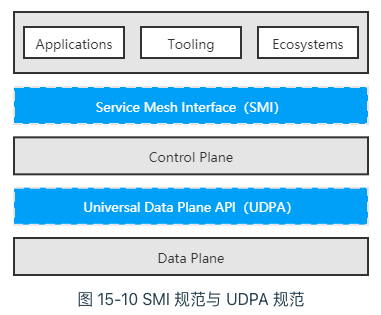 Applications Tooling Ecosystems
Service Mesh Interface（SMI）
Control Plane
Universal Data Plane API（UDPA）
Data Plane
图 15-10 SMI 规范与 UDPA 规范